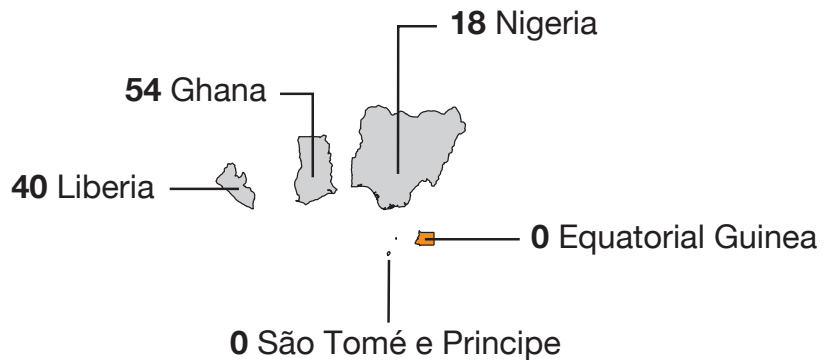 18 Nigeria
54 Ghana
40 Liberia
0 Equatorial Guinea
0 São Tomé e Principe